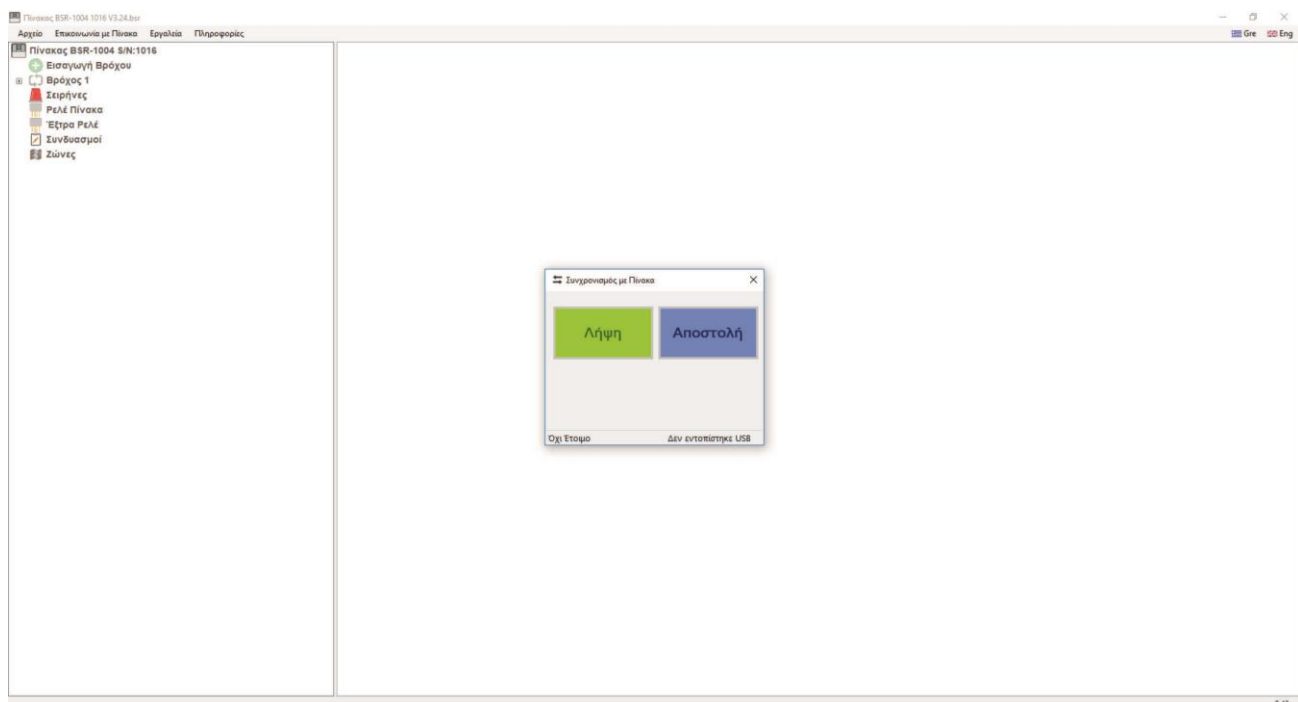 Πίνακας BSR-1004 1016 V3.24.bsr
Αρχείο Επικοινωνία με Πίνακα Εργαλεία Πληροφορίες Gre Eng
Πίνακας BSR-1004 S/N:1016
Εισαγωγή Βρόχου
Βρόχος 1
Σειρήνες
Ρελέ Πίνακα
Έξτρα Ρελέ
Συνδυασμοί
Ζώνες
Συγχρονισμός με Πίνακα
Λήψη Αποστολή
Όχι Έτοιμο Δεν εντοπίστηκε USB